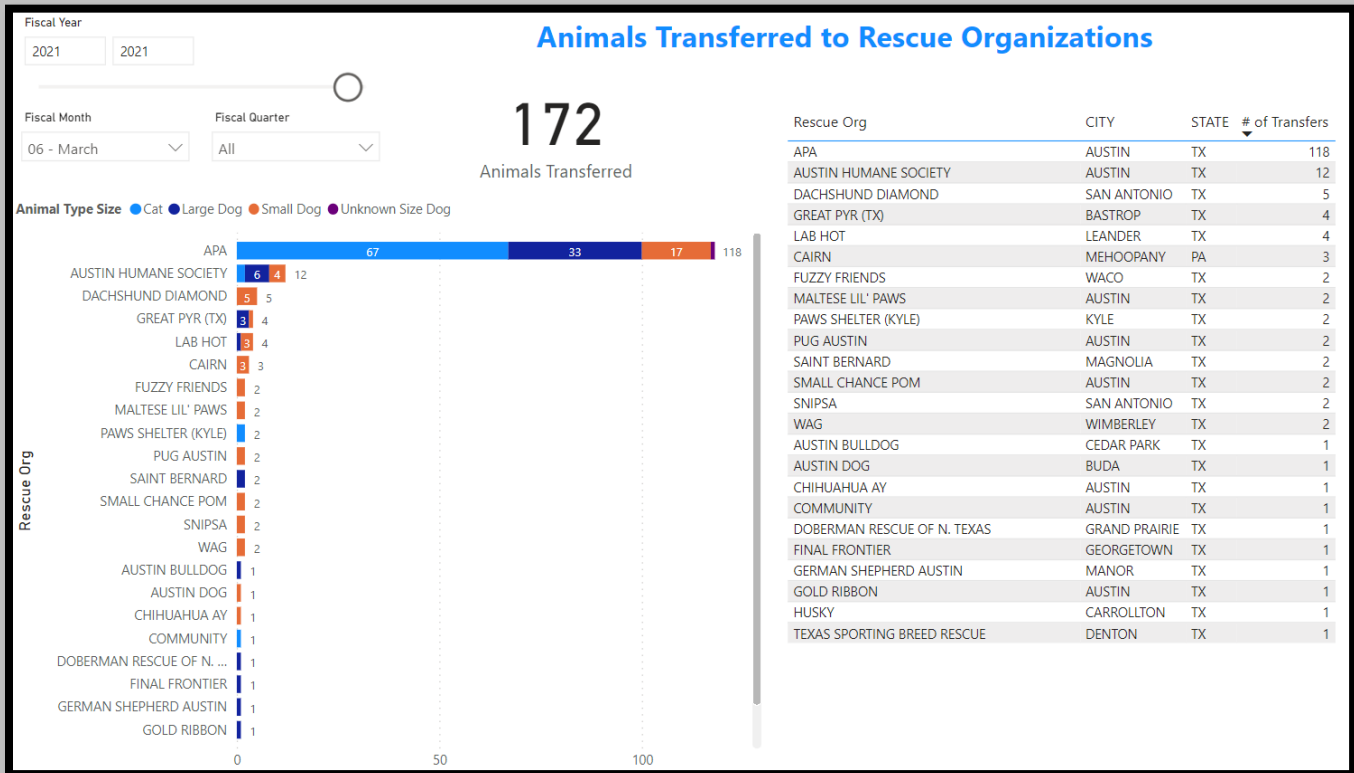 Fiscal Year
2021 2021
Animals Transferred to Rescue Organizations
Fiscal Month Fiscal Quarter
06 - March All
172
Animals Transferred
Animal Type Size Cat Large Dog Small Dog Unknown Size Dog
Rescue Org
APA 67 33 17 118
AUSTIN HUMANE SOCIETY 6 4 12
DACHSHUND DIAMOND 5 5
GREAT PYR (TX) 3 4
LAB HOT 3 4
CAIRN 3 3
FUZZY FRIENDS 2
MALTESE LIL' PAWS 2
PAWS SHELTER (KYLE) 2
PUG AUSTIN 2
SAINT BERNARD 2
SMALL CHANCE POM 2
SNIPSA 2
WAG 2
AUSTIN BULLDOG 1
AUSTIN DOG 1
CHIHUAHUA AY 1
COMMUNITY 1
DOBERMAN RESCUE OF N. ... 1
FINAL FRONTIER 1
GERMAN SHEPHERD AUSTIN 1
GOLD RIBBON 1
0 50 100
Rescue Org CITY STATE # of Transfers
APA AUSTIN TX 118
AUSTIN HUMANE SOCIETY AUSTIN TX 12
DACHSHUND DIAMOND SAN ANTONIO TX 5
GREAT PYR (TX) BASTROP TX 4
LAB HOT LEANDER TX 4
CAIRN MEHOOPANY PA 3
FUZZY FRIENDS WACO TX 2
MALTESE LIL' PAWS AUSTIN TX 2
PAWS SHELTER (KYLE) KYLE TX 2
PUG AUSTIN AUSTIN TX 2
SAINT BERNARD MAGNOLIA TX 2
SMALL CHANCE POM AUSTIN TX 2
SNIPSA SAN ANTONIO TX 2
WAG WIMBERLEY TX 2
AUSTIN BULLDOG CEDAR PARK TX 1
AUSTIN DOG BUDA TX 1
CHIHUAHUA AY AUSTIN TX 1
COMMUNITY AUSTIN TX 1
DOBERMAN RESCUE OF N. TEXAS GRAND PRAIRIE TX 1
FINAL FRONTIER GEORGETOWN TX 1
GERMAN SHEPHERD AUSTIN MANOR TX 1
GOLD RIBBON AUSTIN TX 1
HUSKY CARROLLTON TX 1
TEXAS SPORTING BREED RESCUE DENTON TX 1